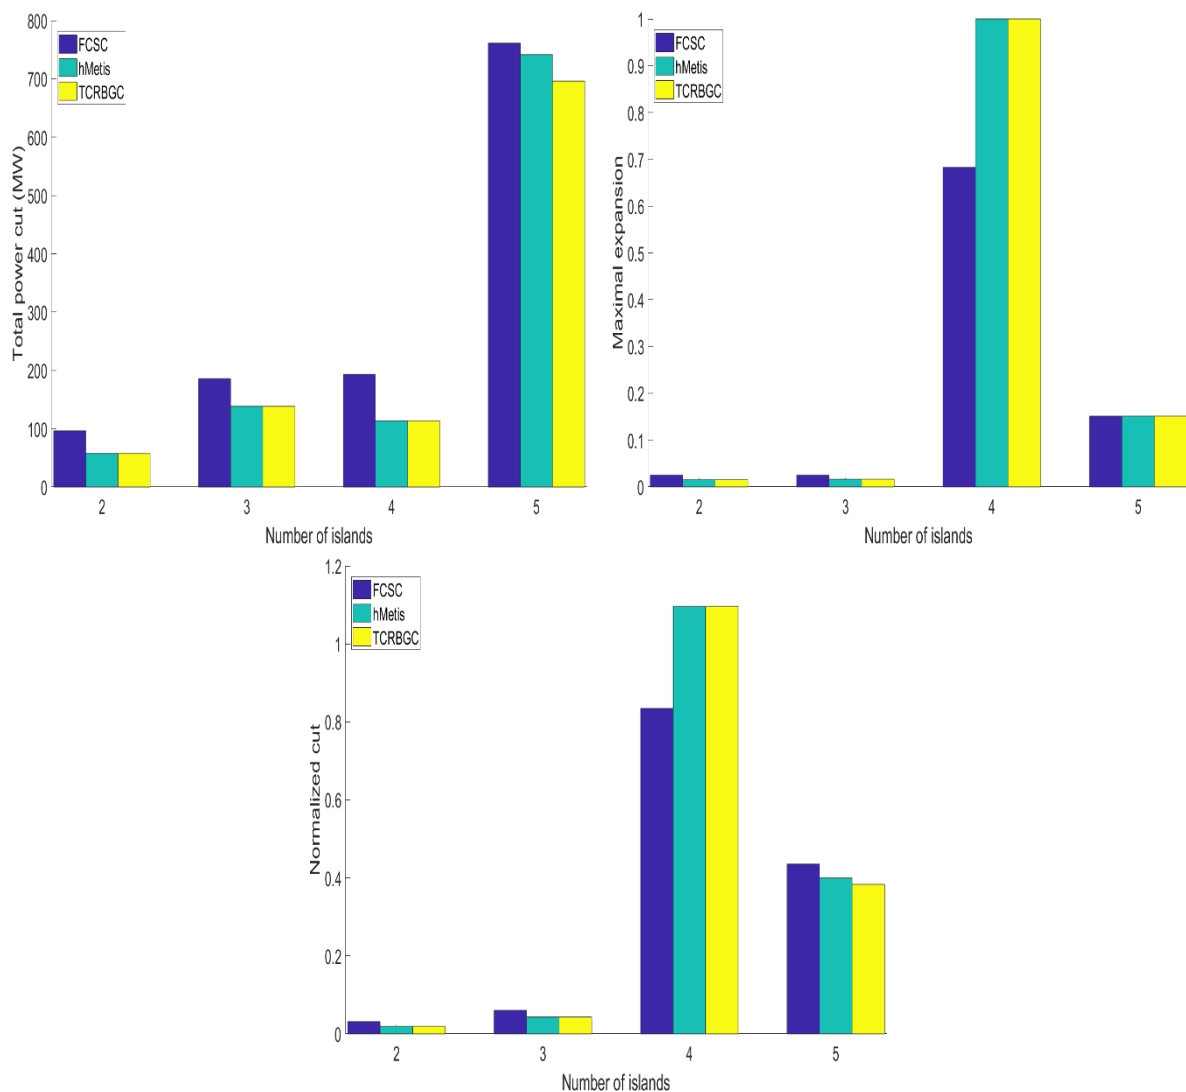 Total power cut (MW)
800
700
600
500
400
300
200
100
0
FCSC
hMetis
TCRBGC
2 3 4 5
Number of islands
Maximal expansion
1
0.9
0.8
0.7
0.6
0.5
0.4
0.3
0.2
0.1
0
FCSC
hMetis
TCRBGC
2 3 4 5
Number of islands
Normalized cut
1.2
1
0.8
0.6
0.4
0.2
0
FCSC
hMetis
TCRBGC
2 3 4 5
Number of islands